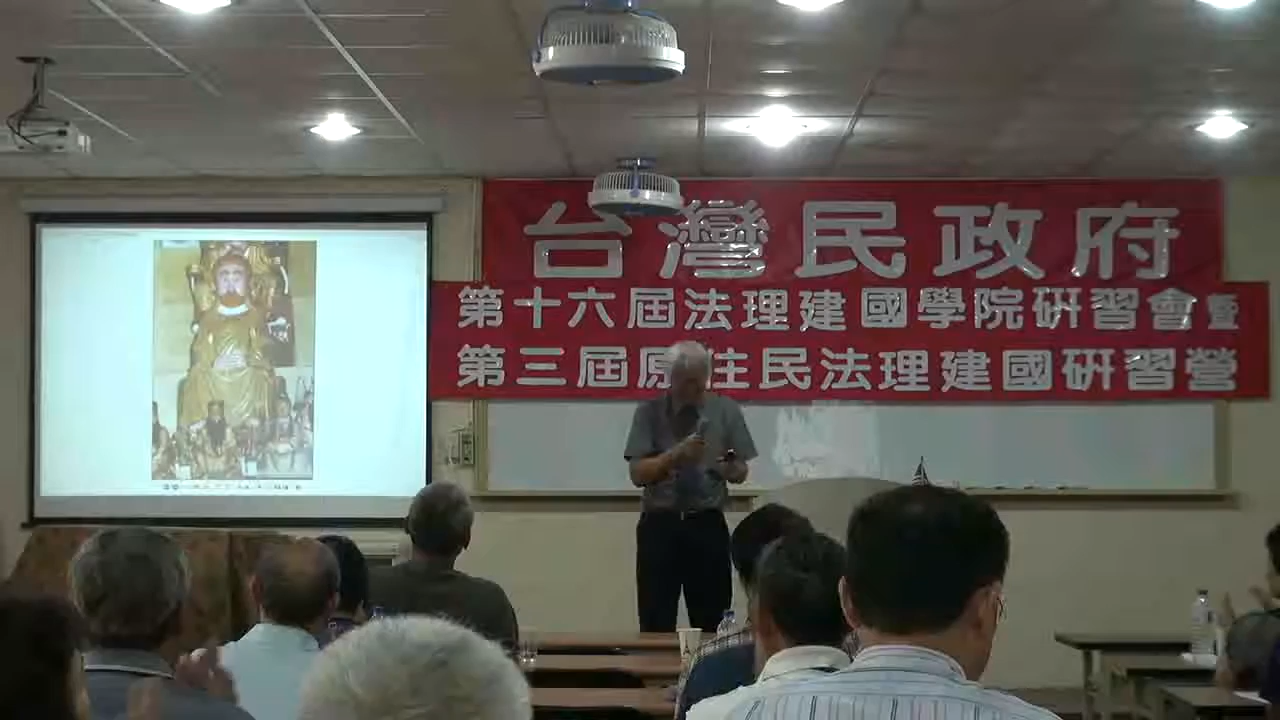 台灣民政府
第十六屆法理建國學院研習會暨
第三屆原住民法理建國研習營